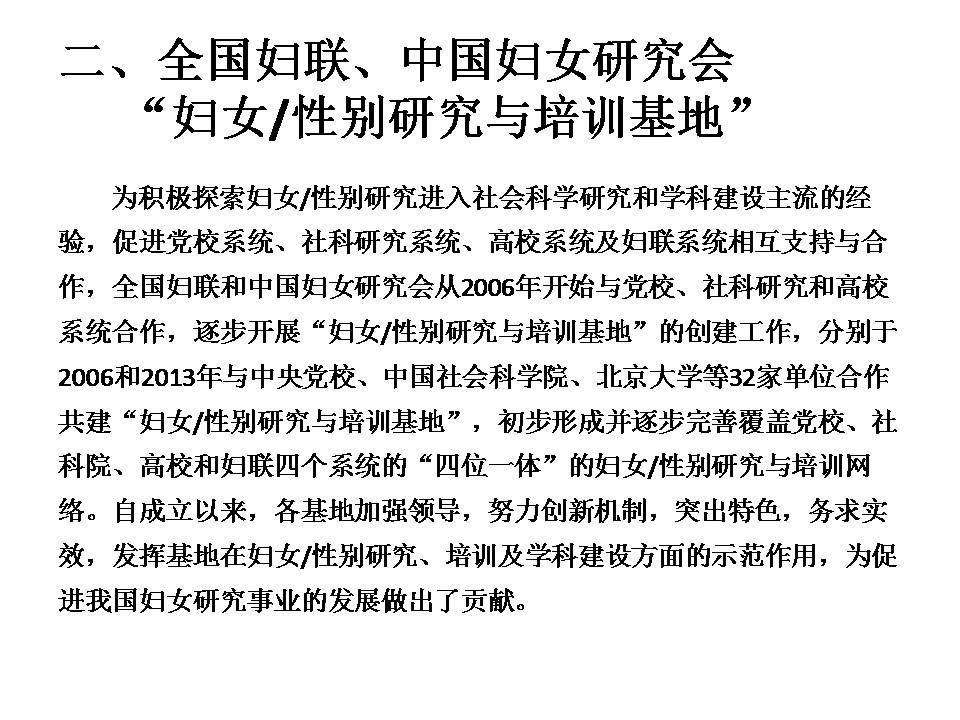 二、全国妇联、中国妇女研究会
“妇女/性别研究与培训基地”
为积极探索妇女/性别研究进入社会科学研究和学科建设主流的经
验，促进党校系统、社科研究系统、高校系统及妇联系统相互支持与合
作，全国妇联和中国妇女研究会从2006年开始与党校、社科研究和高校
系统合作，逐步开展“妇女/性别研究与培训基地”的创建工作，分别于
2006和2013年与中央党校、中国社会科学院、北京大学等32家单位合作
共建“妇女/性别研究与培训基地”，初步形成并逐步完善覆盖党校、社
科院、高校和妇联四个系统的“四位一体”的妇女/性别研究与培训网
络。自成立以来，各基地加强领导，努力创新机制，突出特色，务求实
效，发挥基地在妇女/性别研究、培训及学科建设方面的示范作用，为促
进我国妇女研究事业的发展做出了贡献。